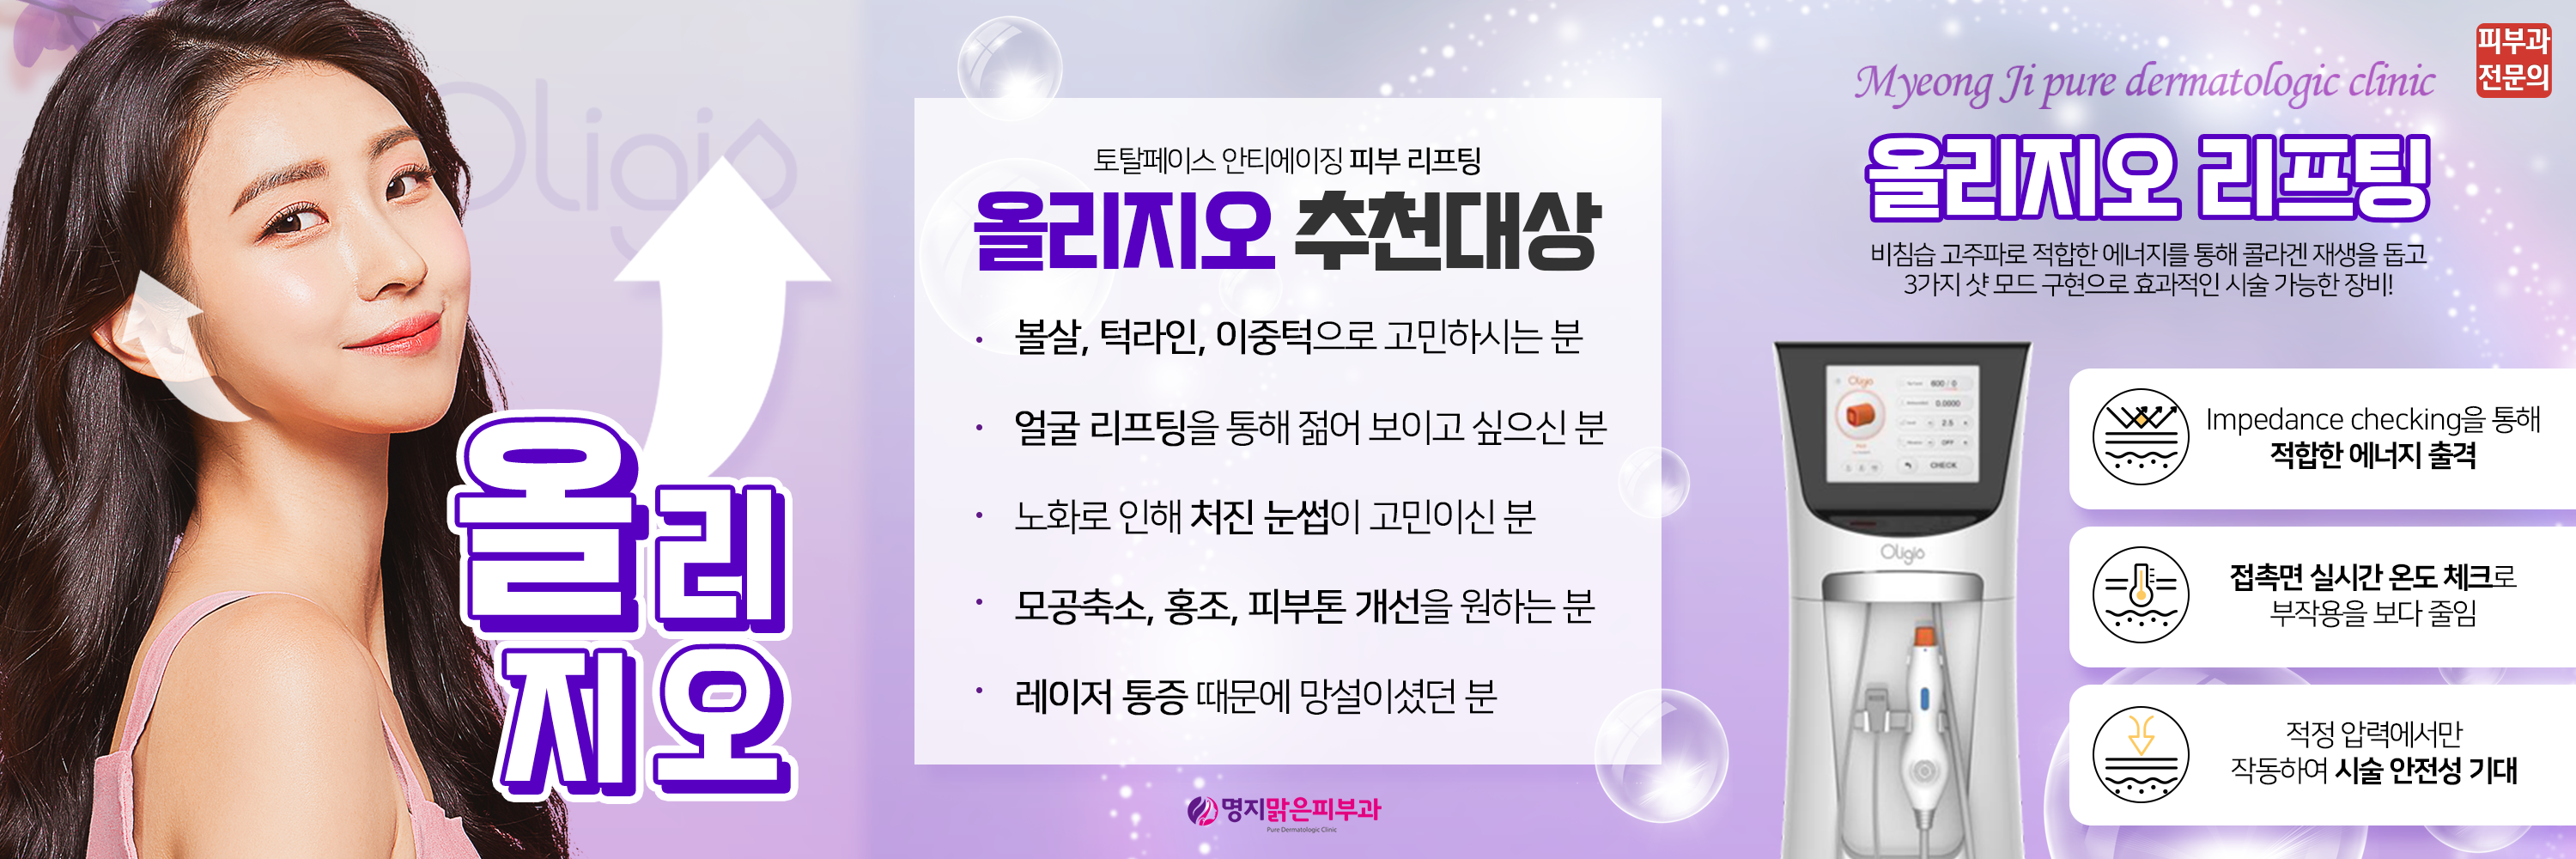 Oligio
올리
지오
토탈페이스 안티에이징 피부 리프팅
올리지오 추천대상
· 볼살, 턱라인, 이중턱으로 고민하시는 분
· 얼굴 리프팅을 통해 젊어 보이고 싶으신 분
· 노화로 인해 처진 눈썹이 고민이신 분
· 모공축소, 홍조, 피부톤 개선을 원하는 분
· 레이저 통증 때문에 망설이셨던 분
명지맑은피부과
Pure Dermatologic Clinic
피부과
전문의
Myeong Ji pure dermatologic clinic
올리지오 리프팅
비침습 고주파로 적합한 에너지를 통해 콜라겐 재생을 돕고
3가지 샷 모드 구현으로 효과적인 시술 가능한 장비!
Oligio
600 / 0
0.0000
2.5
OFF
CHECK
Oligio
Impedance checking을 통해
적합한 에너지 출격
접촉면 실시간 온도 체크로
부작용을 보다 줄임
적정 압력에서만
작동하여 시술 안전성 기대